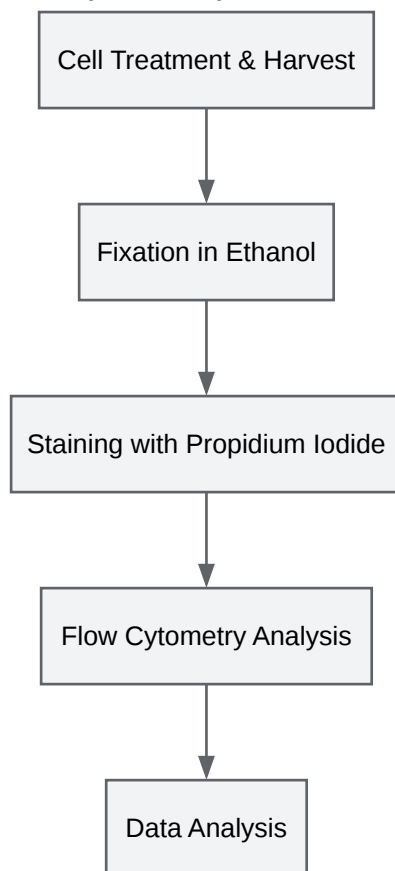 Cell Treatment & Harvest
Fixation in Ethanol
Staining with Propidium Iodide
Flow Cytometry Analysis
Data Analysis